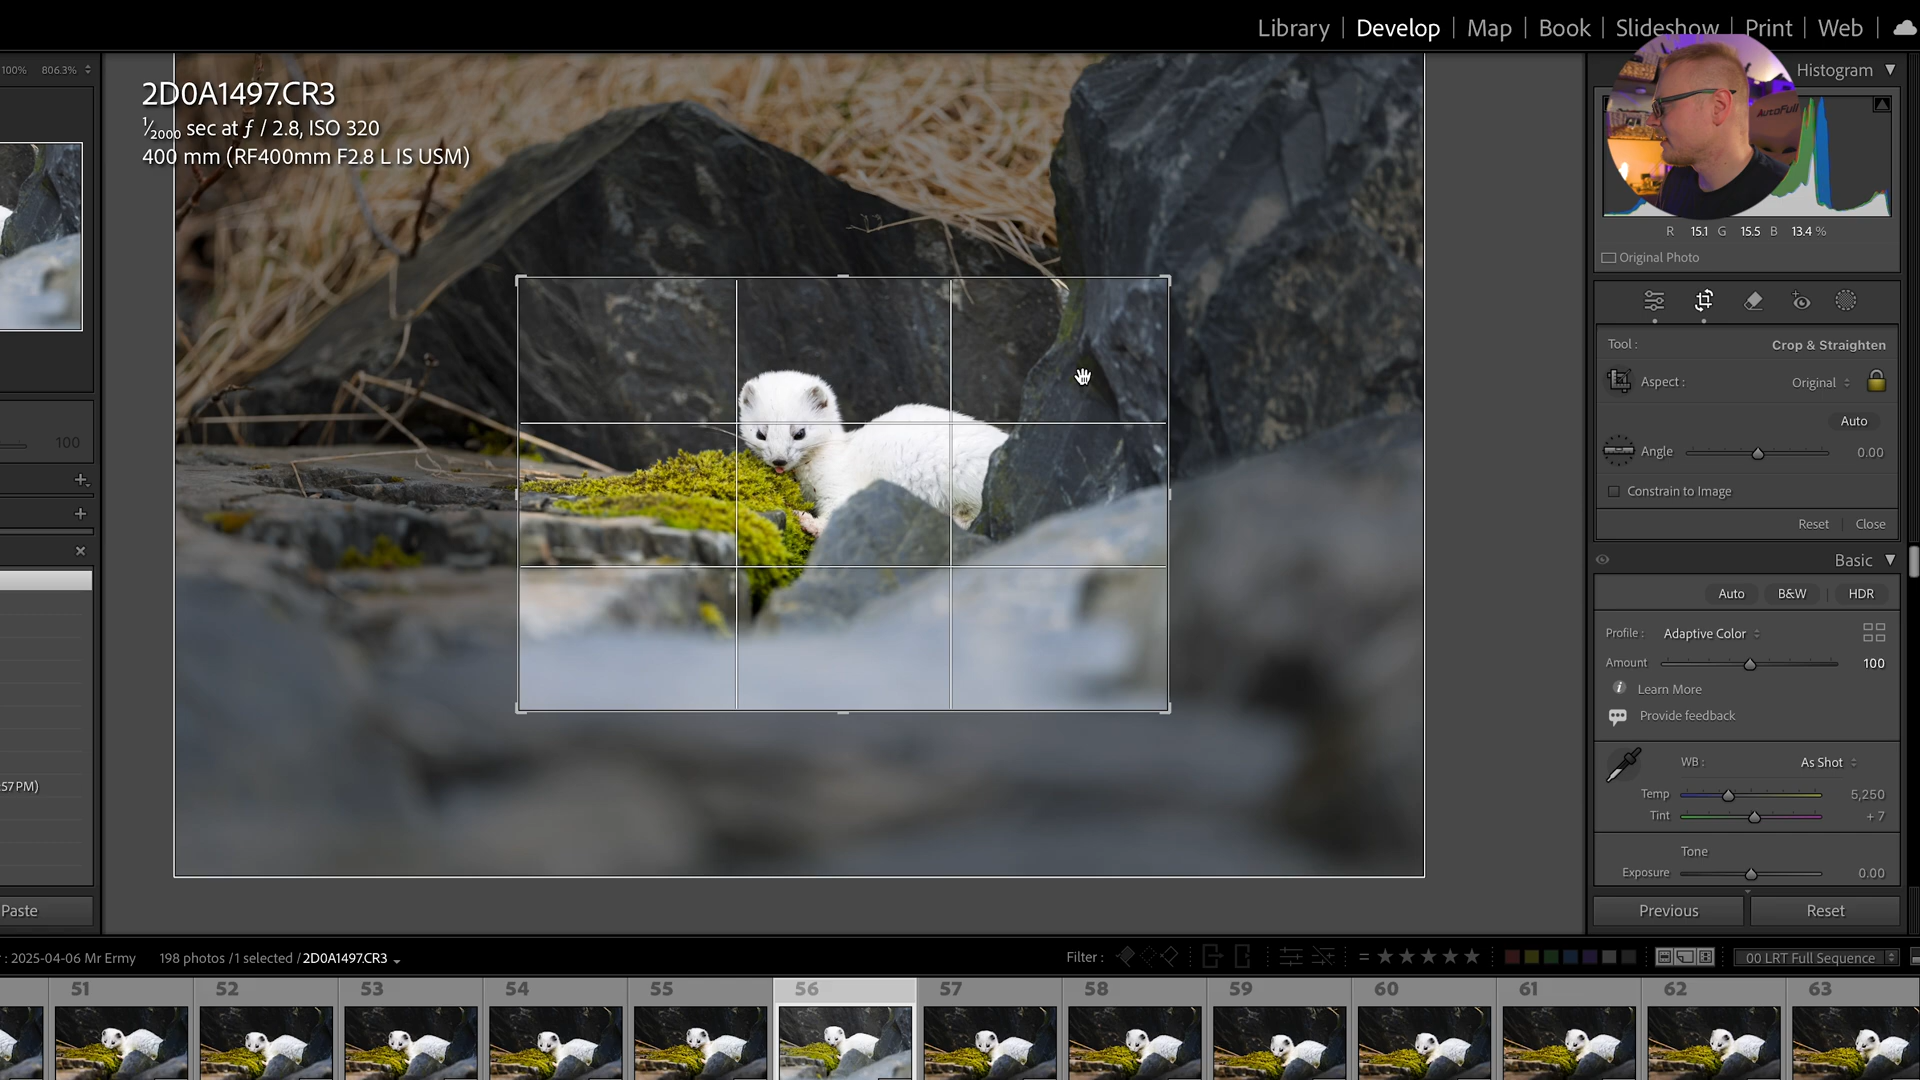 Library | Develop | Map | Book | Slideshow | Print | Web
100% 806.3%
2D0A1497.CR3
1/2000 sec at ƒ / 2.8, ISO 320
400 mm (RF400mm F2.8 L IS USM)
Histogram
AutoFull
R 15.1 G 15.5 B 13.4 %
Original Photo
Tool : Crop & Straighten
Aspect : Original
Auto
Angle 0.00
Constrain to Image
Reset | Close
100
Basic
Auto B&W | HDR
Profile : Adaptive Color
Amount 100
Learn More
Provide feedback
WB : As Shot
Temp 5,250
Tint + 7
Tone
Exposure 0.00
:57 PM)
Paste
Previous
Reset
: 2025-04-06 Mr Ermy 198 photos / 1 selected / 2D0A1497.CR3
Filter :
= ★ ★ ★ ★ ★
00 LRT Full Sequence
51 52 53 54 55 56 57 58 59 60 61 62 63